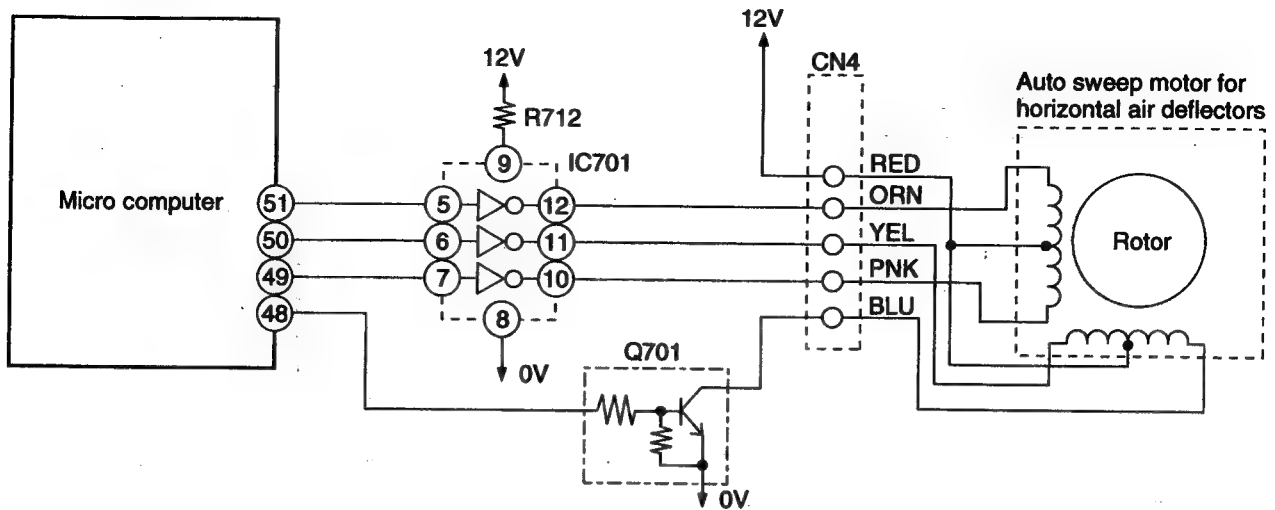 12V
12V
CN4
R712
Auto sweep motor for
horizontal air deflectors
9
IC701
RED
Micro computer
51
5
12
ORN
50
6
11
YEL
Rotor
49
7
10
PNK
48
8
BLU
0V
Q701
0V